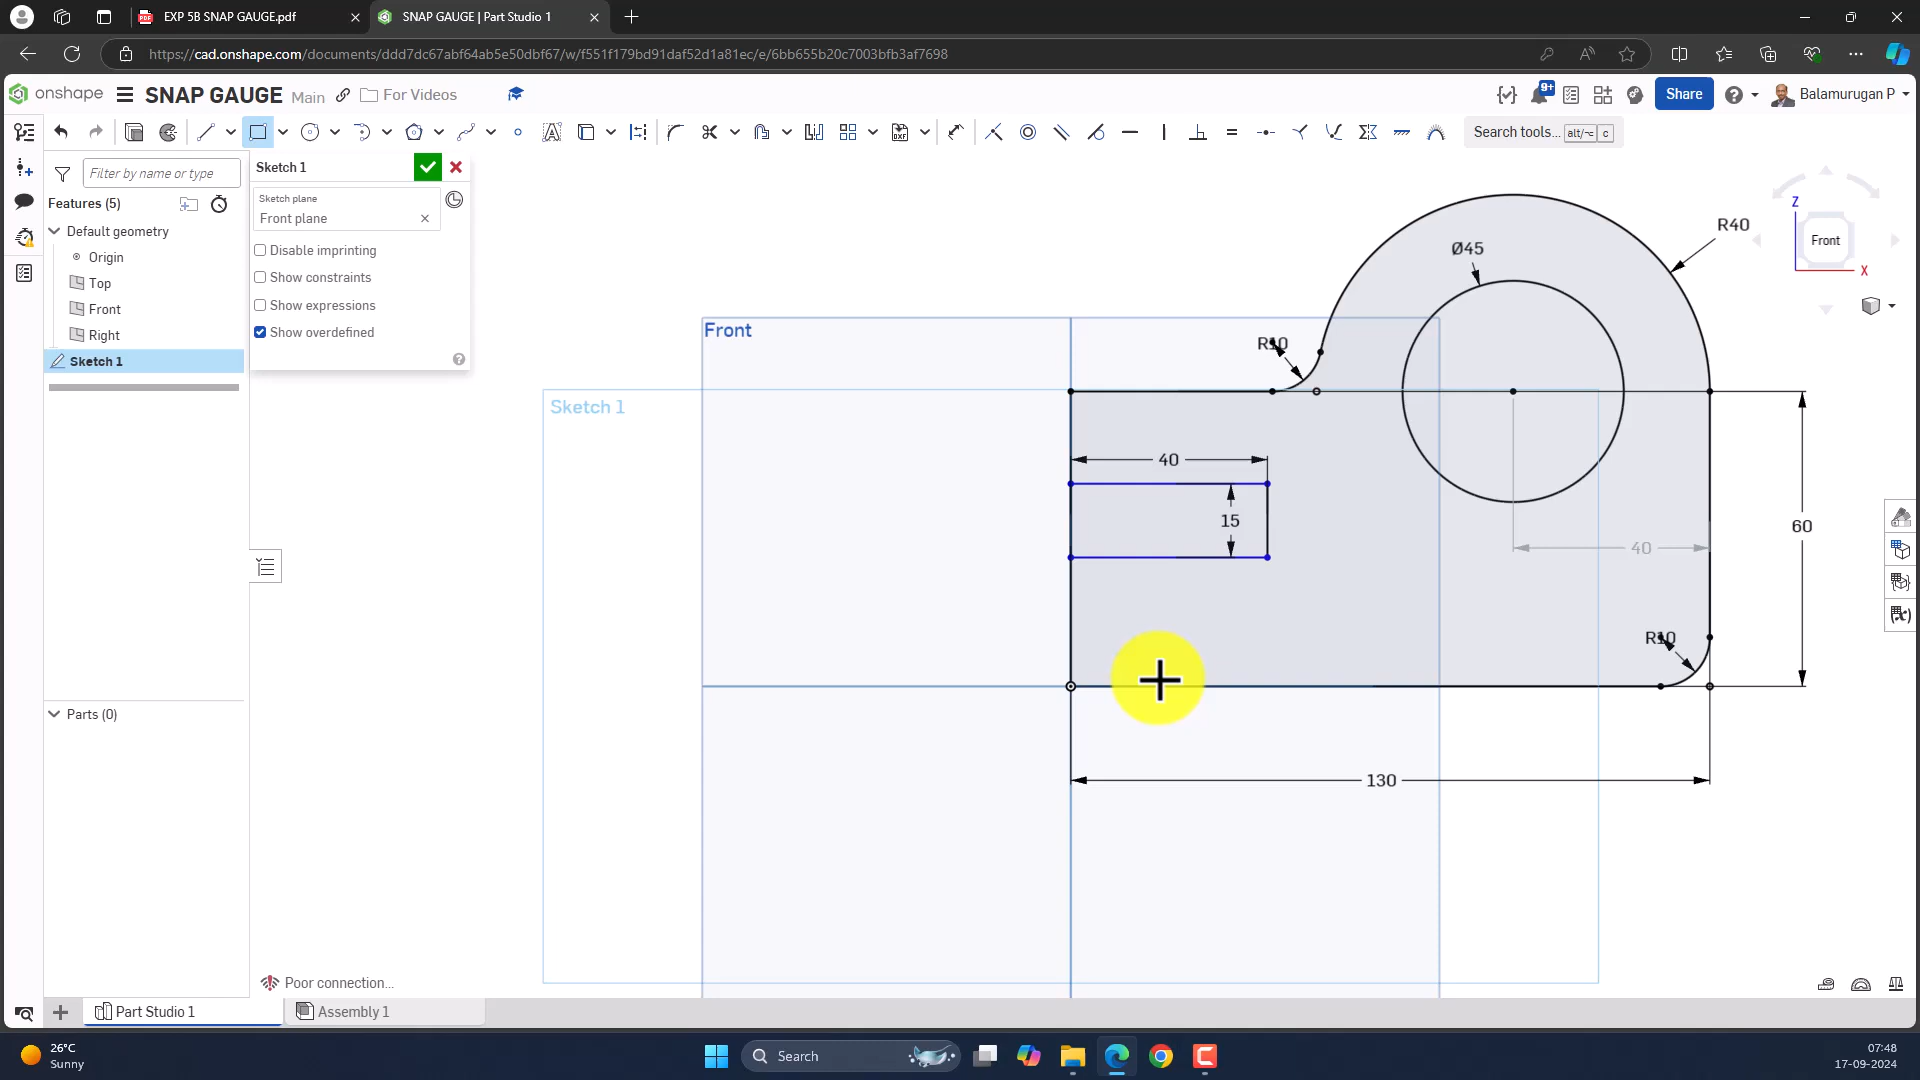 EXP 5B SNAP GAUGE.pdf
SNAP GAUGE | Part Studio 1
https://cad.onshape.com/documents/ddd7dc67abf64ab5e50dbf67/w/f551f179bd91daf52d1a81ec/e/6bb655b20c7003bfb3af7698
onshape
SNAP GAUGE Main For Videos
9+
Share
Balamurugan P
DXF
Search tools... alt/⌥ c
Filter by name or type
Features (5)
Default geometry
Origin
Top
Front
Right
Sketch 1
Parts (0)
Sketch 1
Sketch plane
Front plane
Disable imprinting
Show constraints
Show expressions
Show overdefined
Front
Sketch 1
R10
Ø45
R40
Z
Front
X
40
15
40
60
R10
130
Poor connection...
Part Studio 1
Assembly 1
26°C
Sunny
Search
07:48
17-09-2024